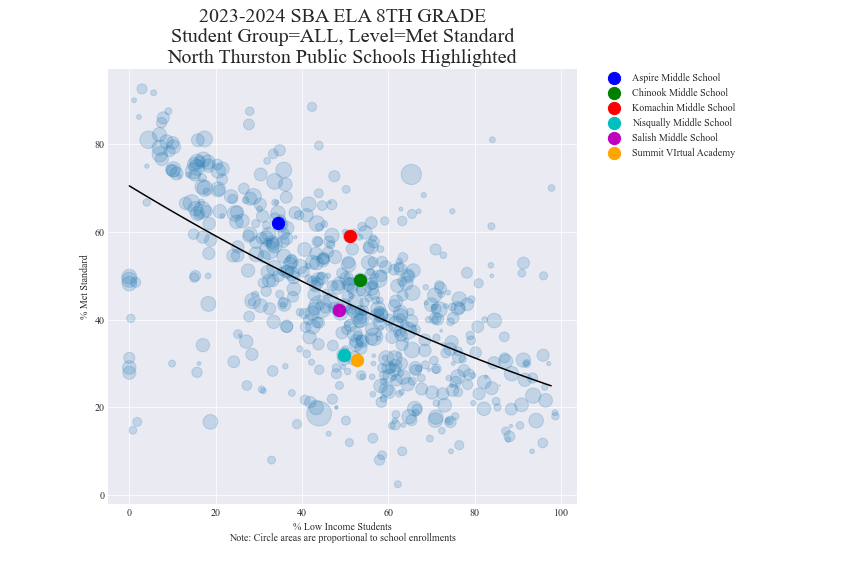 2023-2024 SBA ELA 8TH GRADE
Student Group=ALL, Level=Met Standard
North Thurston Public Schools Highlighted
Aspire Middle School
Chinook Middle School
Komachin Middle School
Nisqually Middle School
Salish Middle School
Summit VIrtual Academy
% Met Standard
80
60
40
20
0
0 20 40 60 80 100
% Low Income Students
Note: Circle areas are proportional to school enrollments